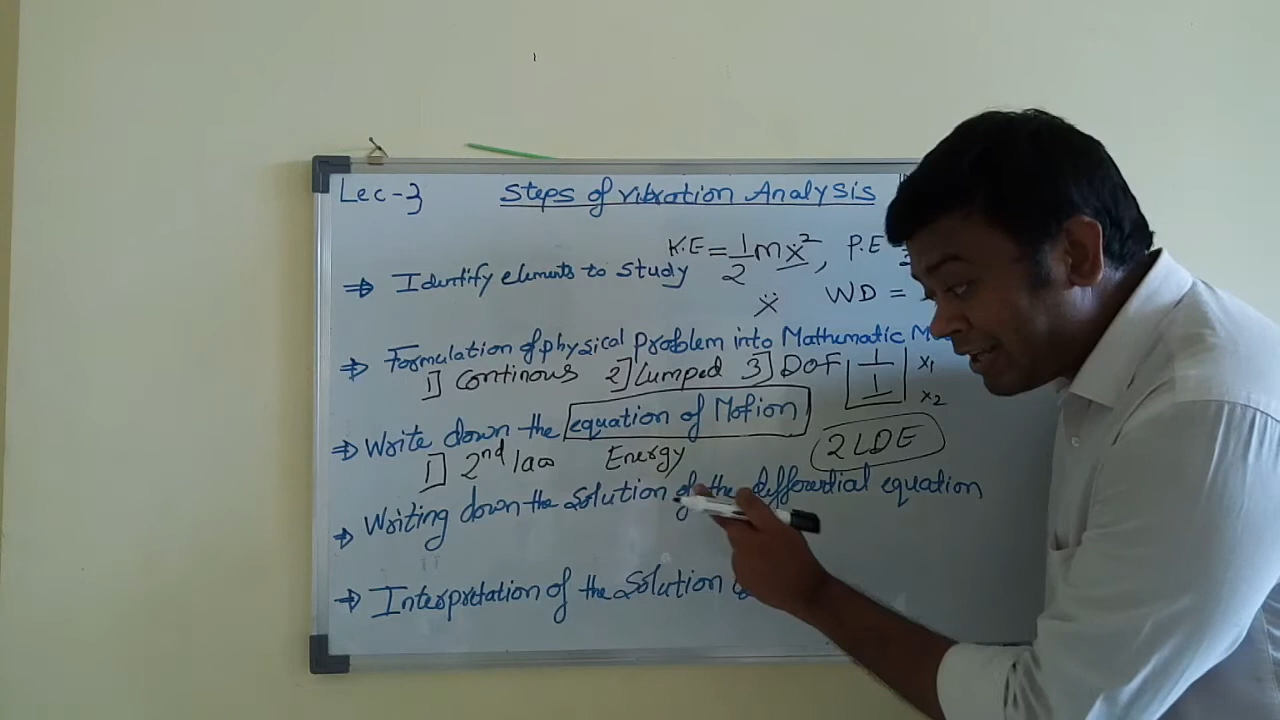 Lec-3 Steps of vibration Analysis
K.E = 1/2 mẋ², P.E =
⇒ Identify elements to study
ẍ WD =
⇒ Formulation of physical Problem into Mathematic M
1] Continous 2] Lumped 3] DOF x₁
x₂
⇒ Write down the equation of Motion
1] 2nd law Energy 2LDE
⇒ Writing down the solution of the differential equation
⇒ Interpretation of the solution